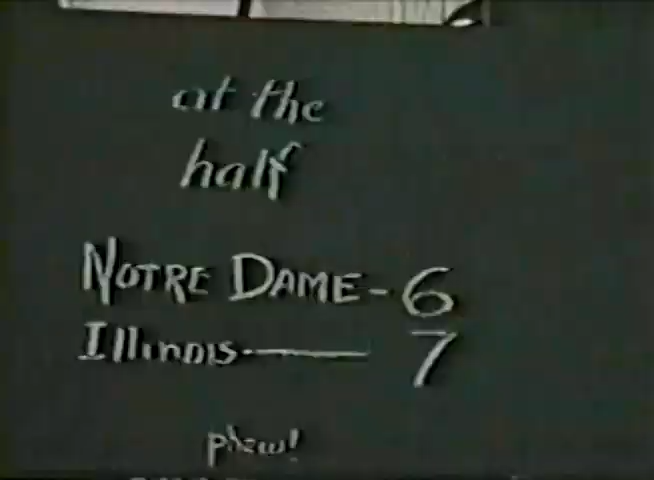 at the
half
NOTRE DAME - 6
Illinois — 7
phew!